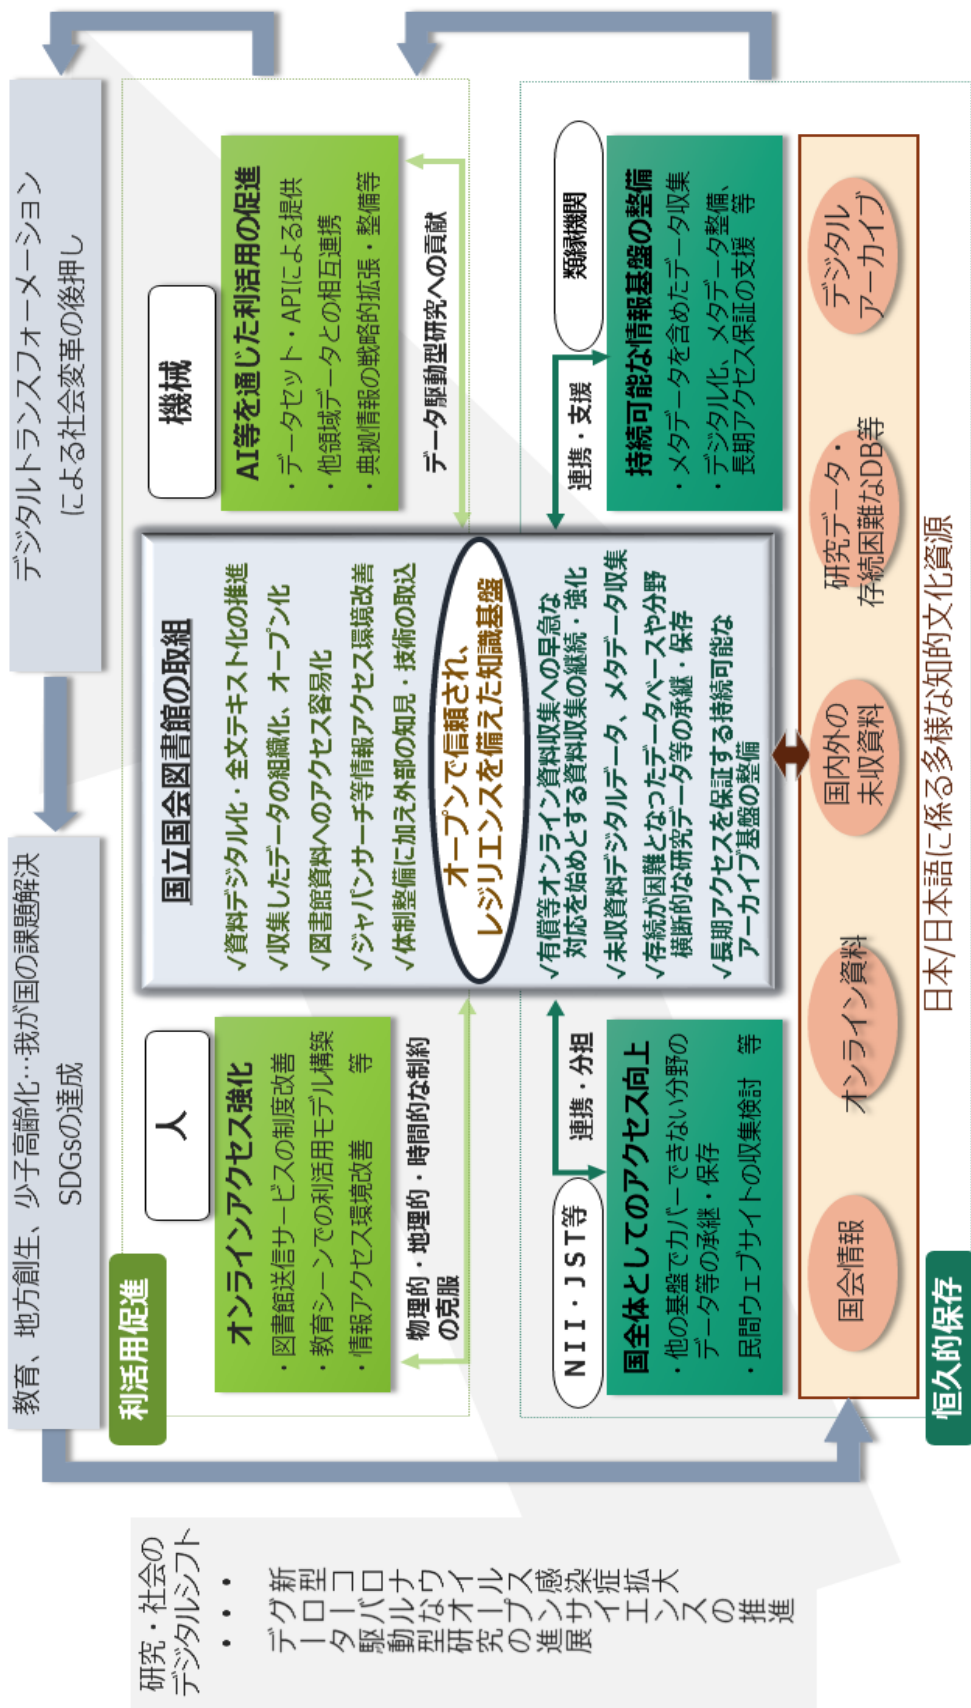 研究・社会の
デジタルシフト
・新型コロナウイルス感染症拡大
・グローバルなオープンサイエンスの推進
・データ駆動型研究の進展
教育、地方創生、少子高齢化…我が国の課題解決
SDGsの達成
デジタルトランスフォーメーション
による社会変革の後押し
利活用促進
人
オンラインアクセス強化
・図書館送信サービスの制度改善
・教育シーンでの利活用モデル構築
・情報アクセス環境改善 等
物理的・地理的・時間的な制約
の克服
国立国会図書館の取組
✓資料デジタル化・全文テキスト化の推進
✓収集したデータの組織化、オープン化
✓図書館資料へのアクセス容易化
✓ジャパンサーチ等情報アクセス環境改善
✓体制整備に加え外部の知見・技術の取込
オープンで信頼され、
レジリエンスを備えた知識基盤
✓有償等オンライン資料収集への早急な
対応を始めとする資料収集の継続・強化
✓未収資料デジタルデータ、メタデータ収集
✓存続が困難となったデータベースや分野
横断的な研究データ等の承継・保存
✓長期アクセスを保証する持続可能な
アーカイブ基盤の整備
機械
AI等を通じた利活用の促進
・データセット・APIによる提供
・他領域データとの相互連携
・典拠情報の戦略的拡張・整備等
データ駆動型研究への貢献
NII・JST等
連携・分担
国全体としてのアクセス向上
・他の基盤でカバーできない分野の
データ等の承継・保存
・民間ウェブサイトの収集検討 等
類縁機関
連携・支援
持続可能な情報基盤の整備
・メタデータを含めたデータ収集
・デジタル化、メタデータ整備、
長期アクセス保証の支援 等
国会情報
オンライン資料
国内外の
未収資料
研究データ・
存続困難なDB等
デジタル
アーカイブ
恒久的保存
日本/日本語に係る多様な知的文化資源